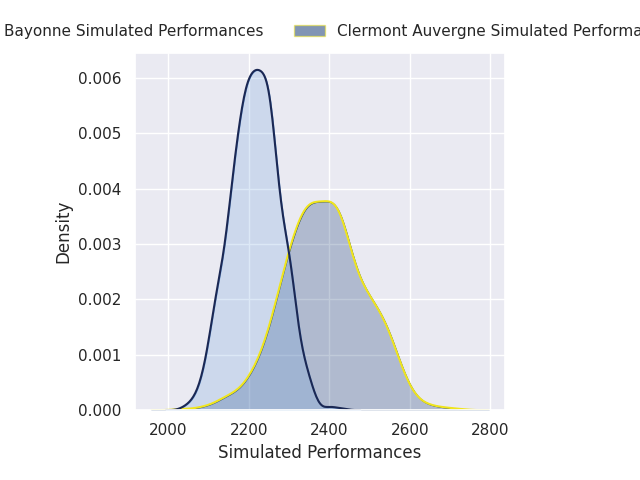 Bayonne Simulated Performances
Clermont Auvergne Simulated Performa
0.006
0.005
0.004
0.003
0.002
0.001
0.000
Density
2000 2200 2400 2600 2800
Simulated Performances